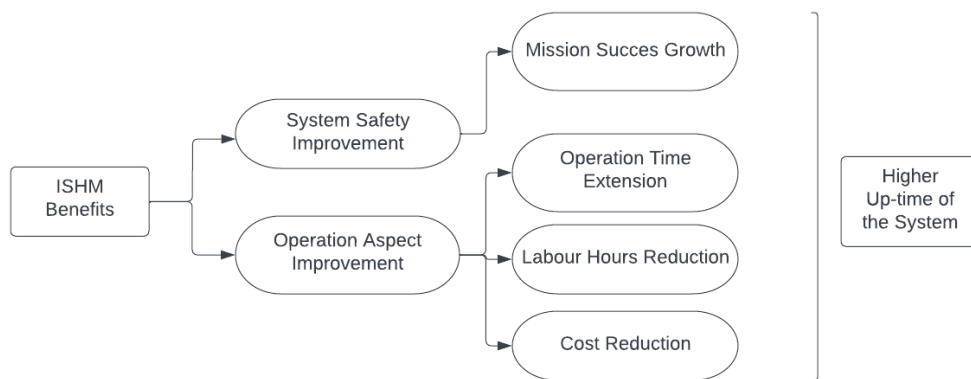 ISHM
Benefits
System Safety
Improvement
Operation Aspect
Improvement
Mission Succes Growth
Operation Time
Extension
Labour Hours Reduction
Cost Reduction
Higher
Up-time of
the System